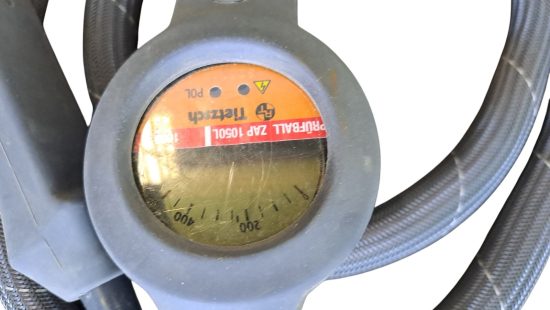 200
400
PRÜFBALL ZAP 1050L
Tietzsch
POL